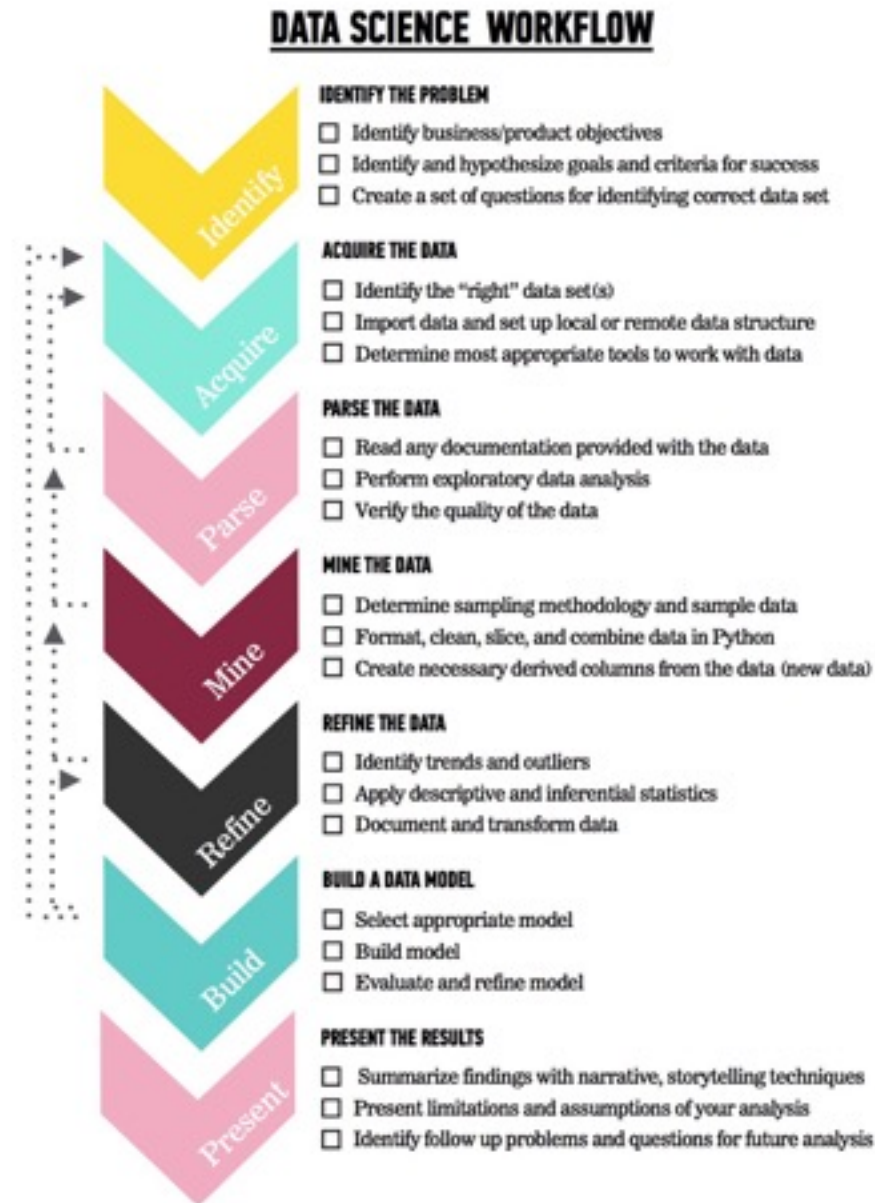 DATA SCIENCE WORKFLOW
Identify
IDENTIFY THE PROBLEM
Identify business/product objectives
Identify and hypothesize goals and criteria for success
Create a set of questions for identifying correct data set
Acquire
ACQUIRE THE DATA
Identify the “right” data set(s)
Import data and set up local or remote data structure
Determine most appropriate tools to work with data
Parse
PARSE THE DATA
Read any documentation provided with the data
Perform exploratory data analysis
Verify the quality of the data
Mine
MINE THE DATA
Determine sampling methodology and sample data
Format, clean, slice, and combine data in Python
Create necessary derived columns from the data (new data)
Refine
REFINE THE DATA
Identify trends and outliers
Apply descriptive and inferential statistics
Document and transform data
Build
BUILD A DATA MODEL
Select appropriate model
Build model
Evaluate and refine model
Present
PRESENT THE RESULTS
Summarize findings with narrative, storytelling techniques
Present limitations and assumptions of your analysis
Identify follow up problems and questions for future analysis